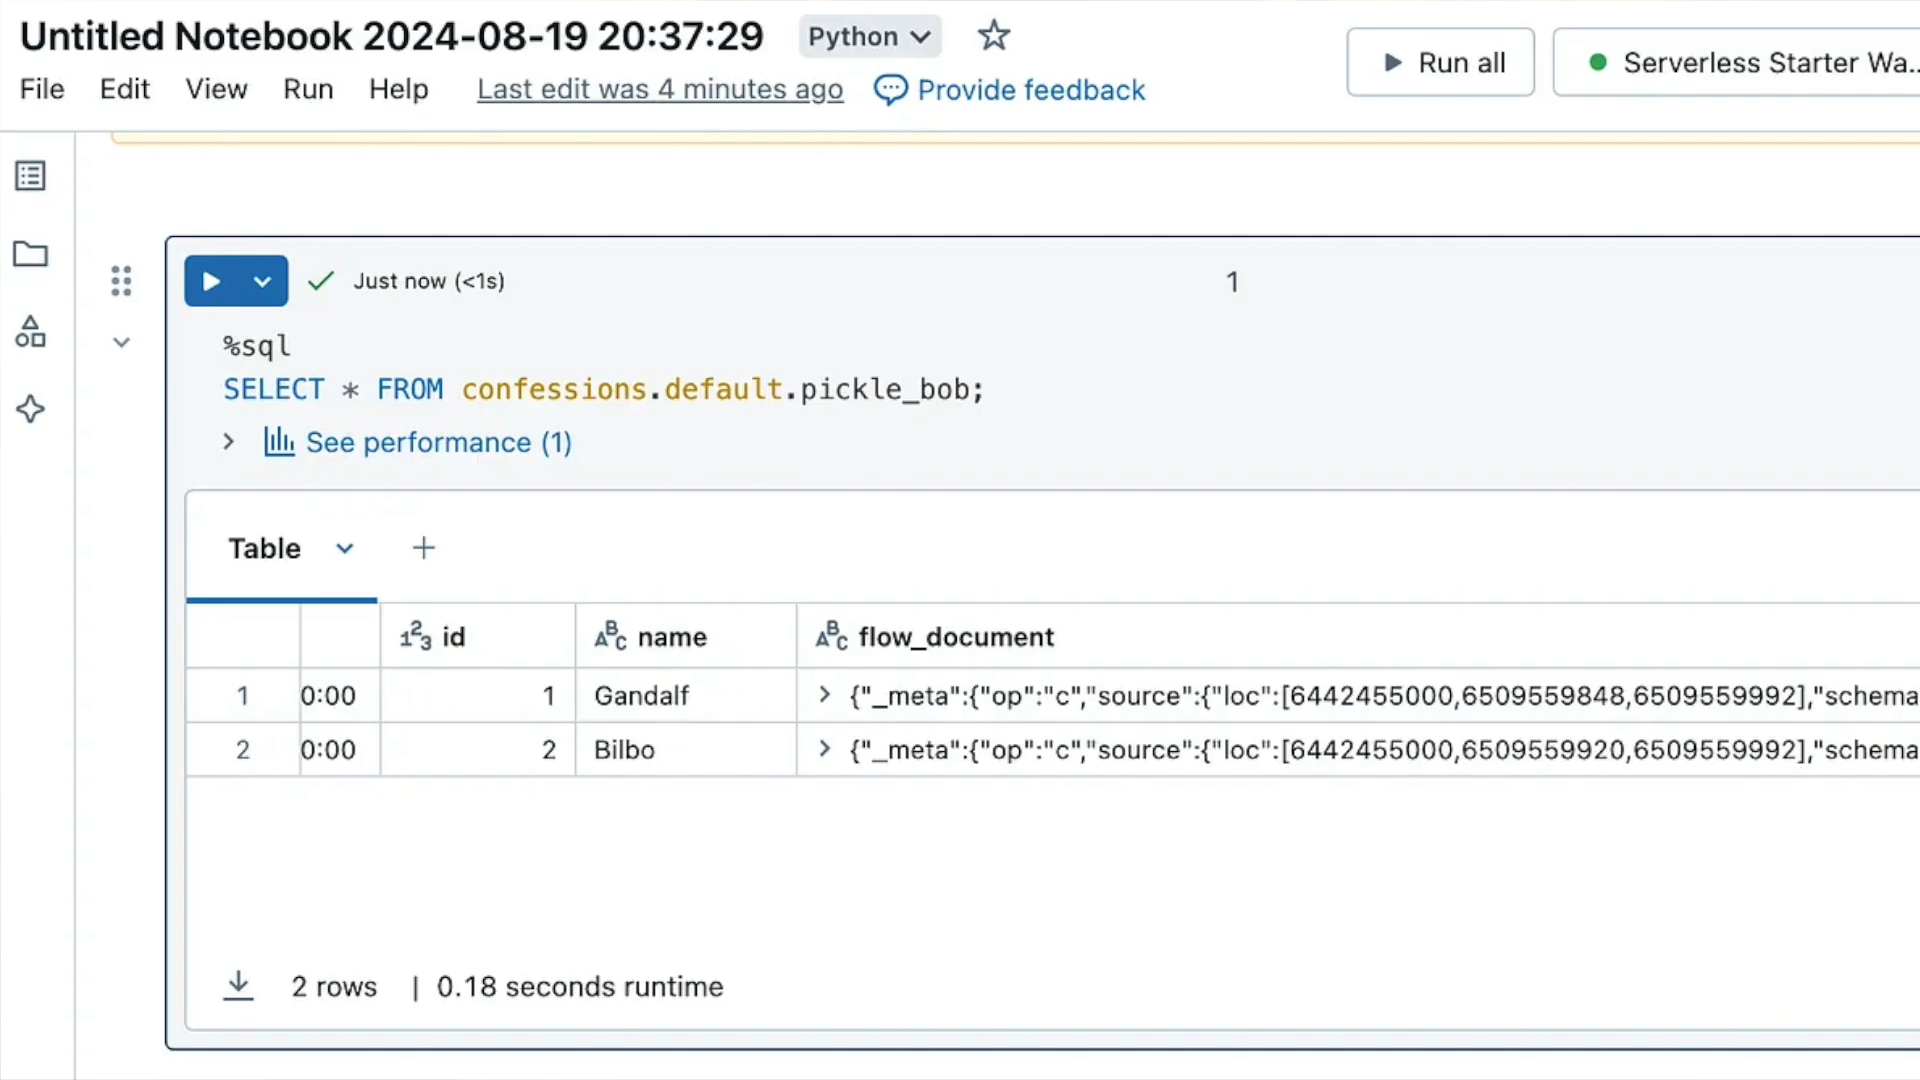 Untitled Notebook 2024-08-19 20:37:29 Python
Run all
Serverless Starter Wa...
File Edit View Run Help Last edit was 4 minutes ago Provide feedback
Just now (<1s)
1
%sql
SELECT * FROM confessions.default.pickle_bob;
See performance (1)
Table +
id name flow_document
1 0:00 1 Gandalf {"_meta":{"op":"c","source":{"loc":[6442455000,6509559848,6509559992],"schema
2 0:00 2 Bilbo {"_meta":{"op":"c","source":{"loc":[6442455000,6509559920,6509559992],"schema
2 rows | 0.18 seconds runtime